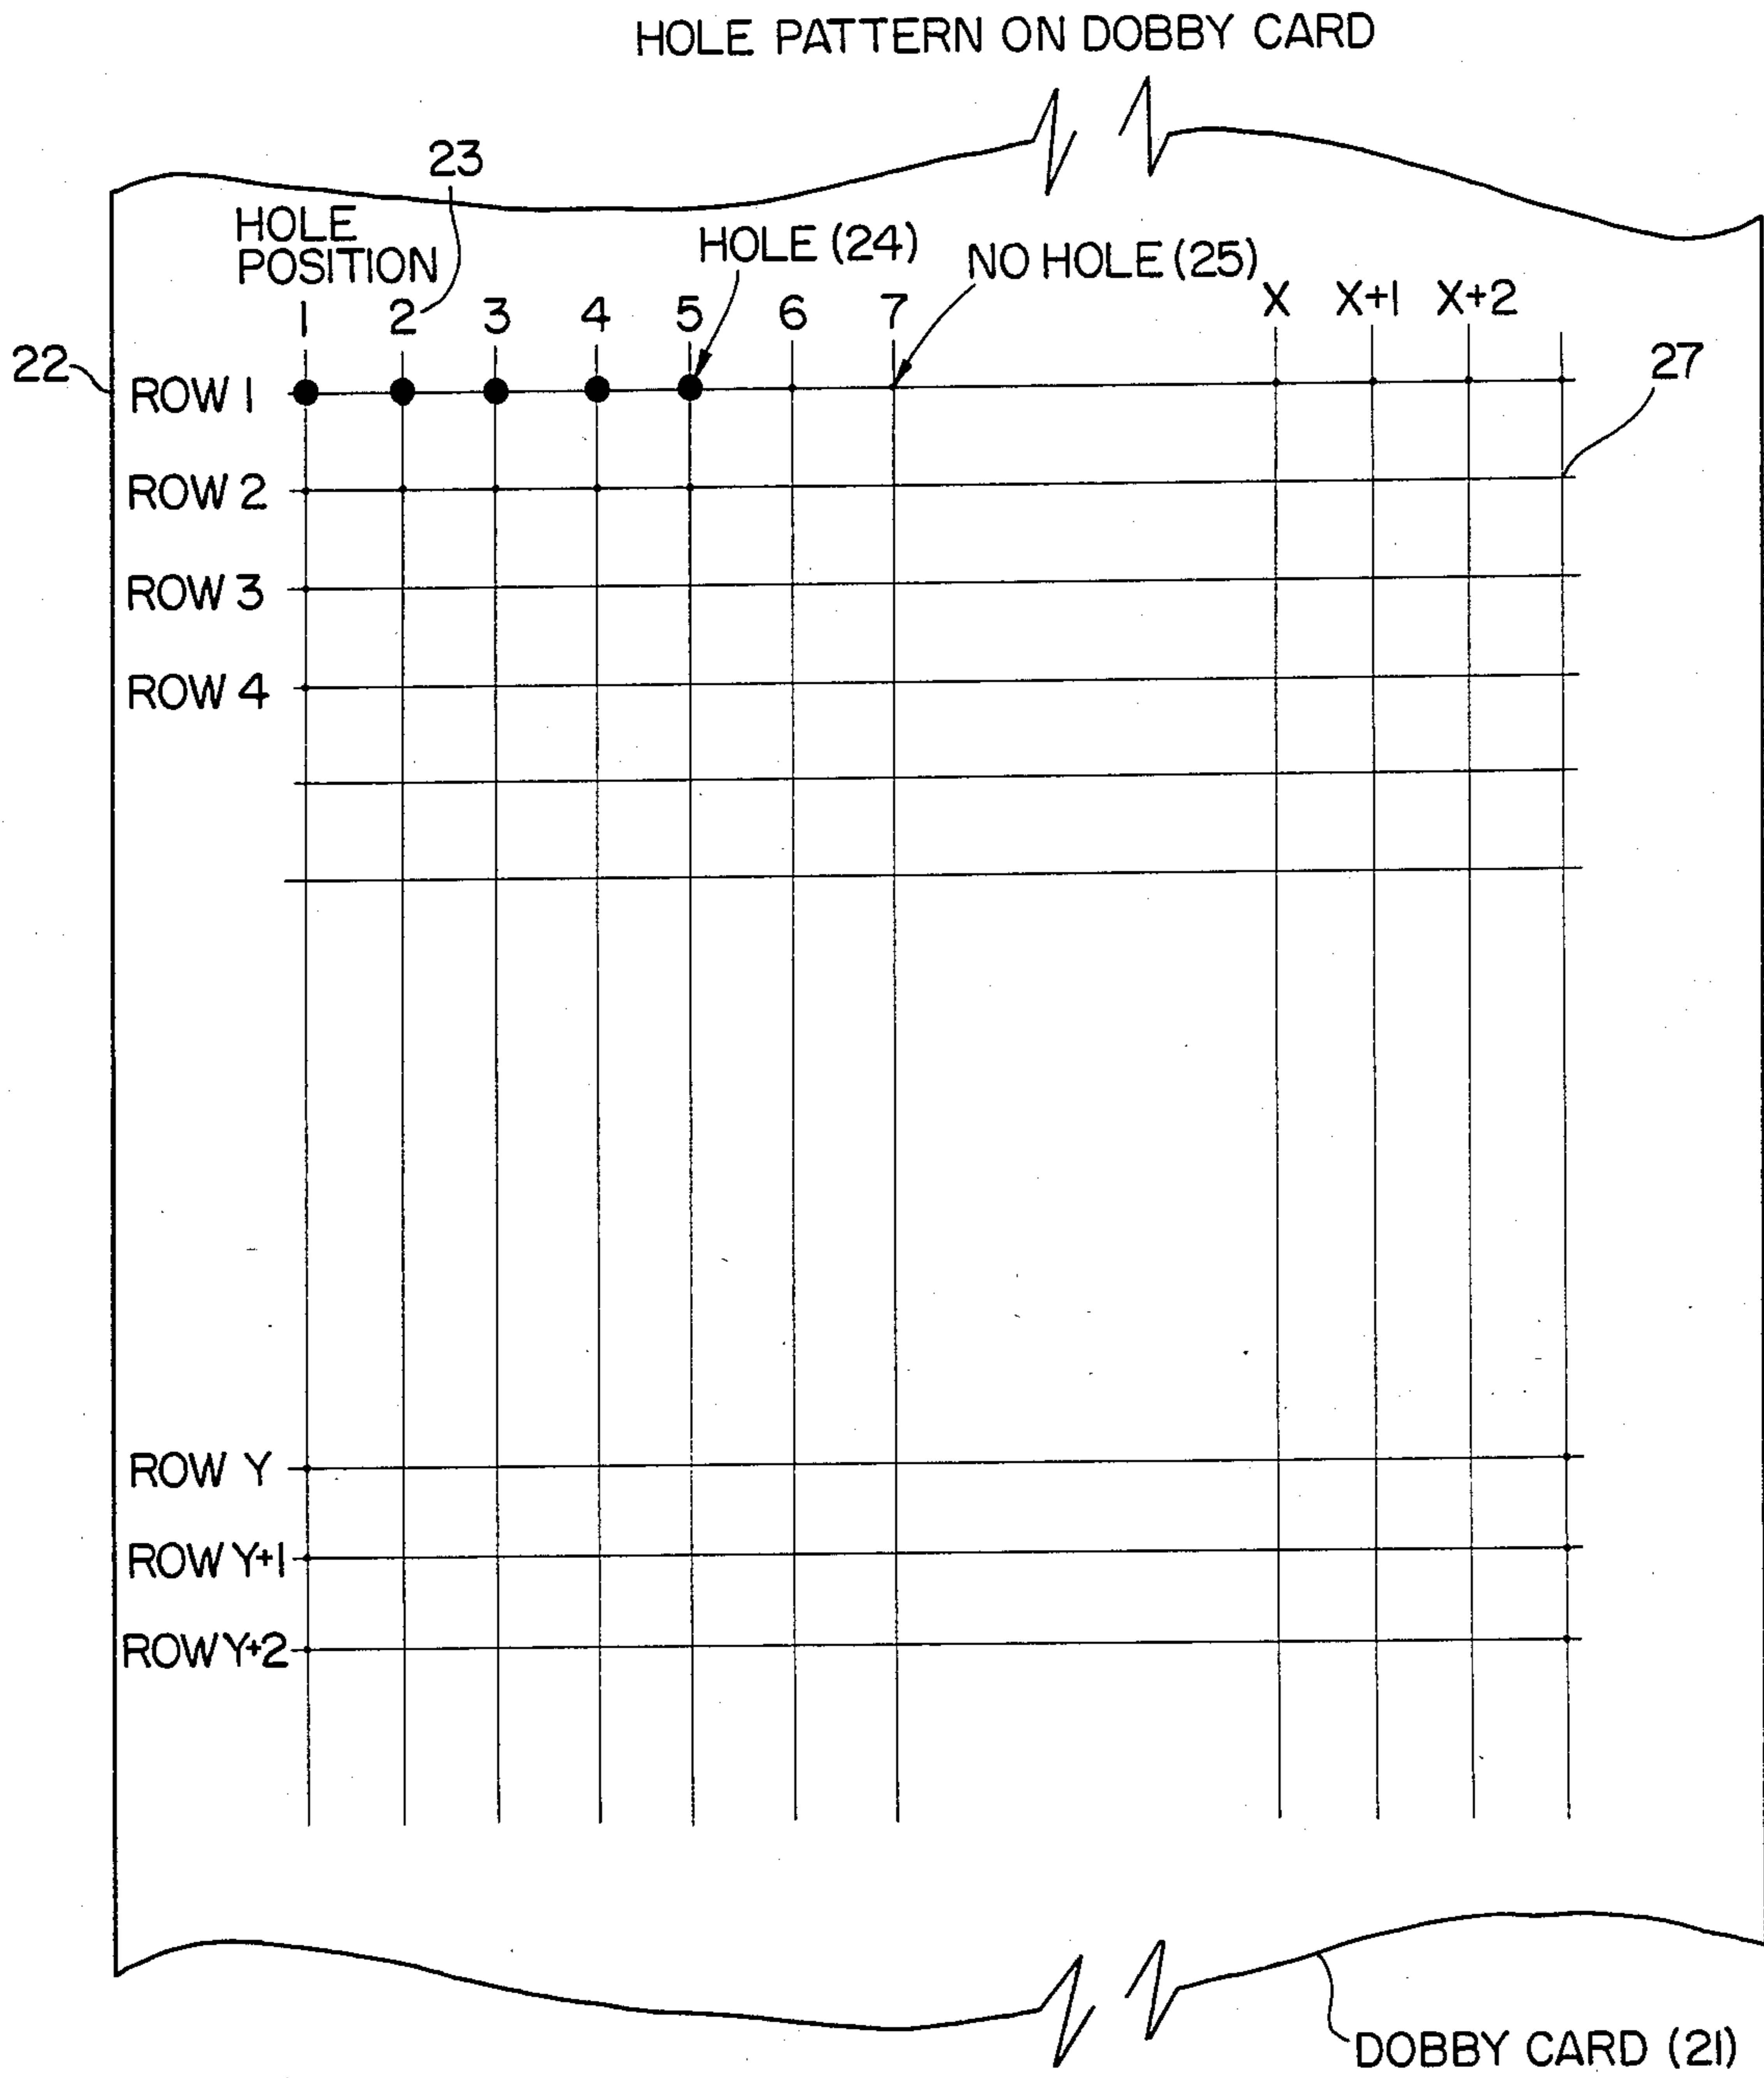 HOLE PATTERN ON DOBBY CARD
23
HOLE
POSITION
HOLE (24)
NO HOLE (25)
1 2 3 4 5 6 7 X X+1 X+2
22
27
ROW 1
ROW 2
ROW 3
ROW 4
ROW Y
ROW Y+1
ROW Y+2
DOBBY CARD (21)